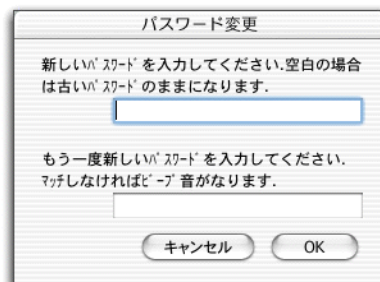 パスワード変更
新しいﾊﾟｽﾜｰﾄﾞを入力してください.空白の場合
は古いﾊﾟｽﾜｰﾄﾞのままになります.
もう一度新しいﾊﾟｽﾜｰﾄﾞを入力してください.
ﾏｯﾁしなければﾋﾞｰﾌﾟ音がなります.
キャンセル OK